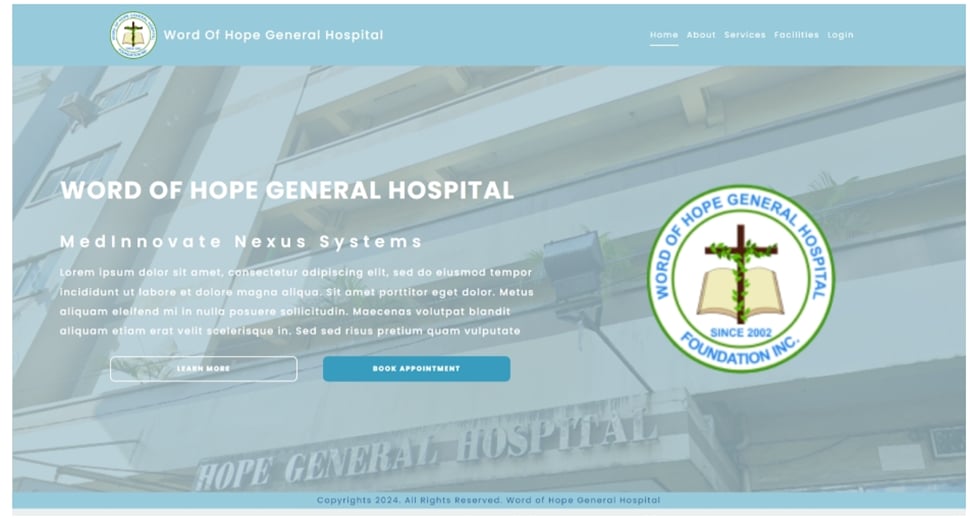 Word Of Hope General Hospital
Home About Services Facilities Login
WORD OF HOPE GENERAL HOSPITAL
MedInnovate Nexus Systems
Lorem ipsum dolor sit amet, consectetur adipiscing elit, sed do eiusmod tempor
incididunt ut labore et dolore magna aliqua. Sit amet porttitor eget dolor. Metus
aliquam eleifend mi in nulla posuere sollicitudin. Maecenas volutpat blandit
aliquam etiam erat velit scelerisque in. Sed sed risus pretium quam vulputate
LEARN MORE
BOOK APPOINTMENT
WORD OF HOPE GENERAL HOSPITAL
SINCE 2002
FOUNDATION INC.
HOPE GENERAL HOSPITAL
Copyrights 2024. All Rights Reserved. Word of Hope General Hospital